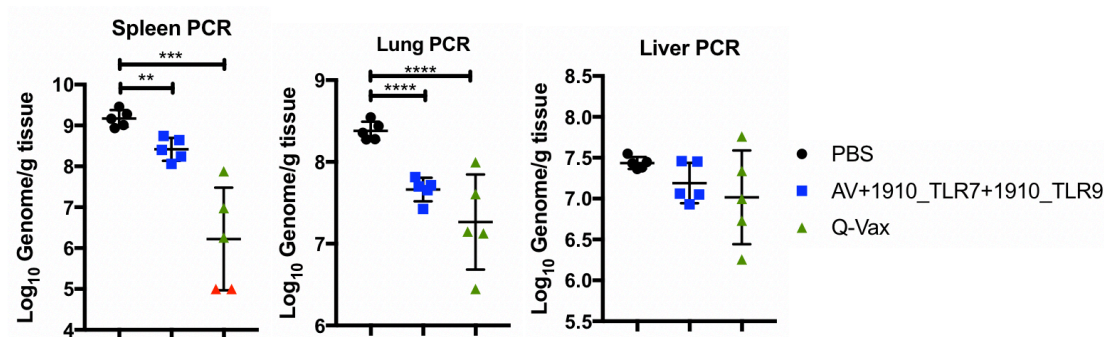 Spleen PCR
***
**
10
9
8
7
6
5
4
Log10 Genome/g tissue
Lung PCR
****
****
9
8
7
6
Log10 Genome/g tissue
Liver PCR
8.5
8.0
7.5
7.0
6.5
6.0
5.5
Log10 Genome/g tissue
PBS
AV+1910_TLR7+1910_TLR9
Q-Vax